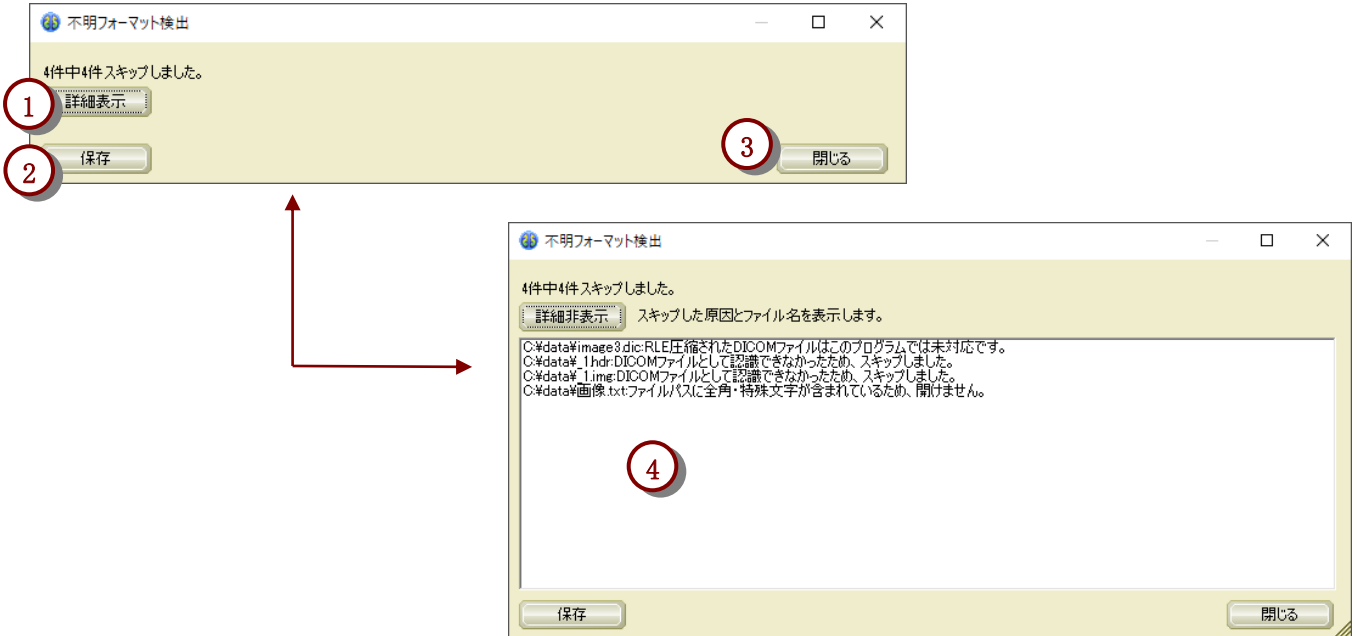 不明フォーマット検出
4件中4件スキップしました。
1
詳細表示
2
保存
3
閉じる
不明フォーマット検出
4件中4件スキップしました。
詳細非表示 スキップした原因とファイル名を表示します。
C:¥data¥image3.dic:RLE圧縮されたDICOMファイルはこのプログラムでは未対応です。
C:¥data¥_1.hdr:DICOMファイルとして認識できなかったため、スキップしました。
C:¥data¥_1.img:DICOMファイルとして認識できなかったため、スキップしました。
C:¥data¥画像.txt:ファイルパスに全角・特殊文字が含まれているため、開けません。
4
保存
閉じる